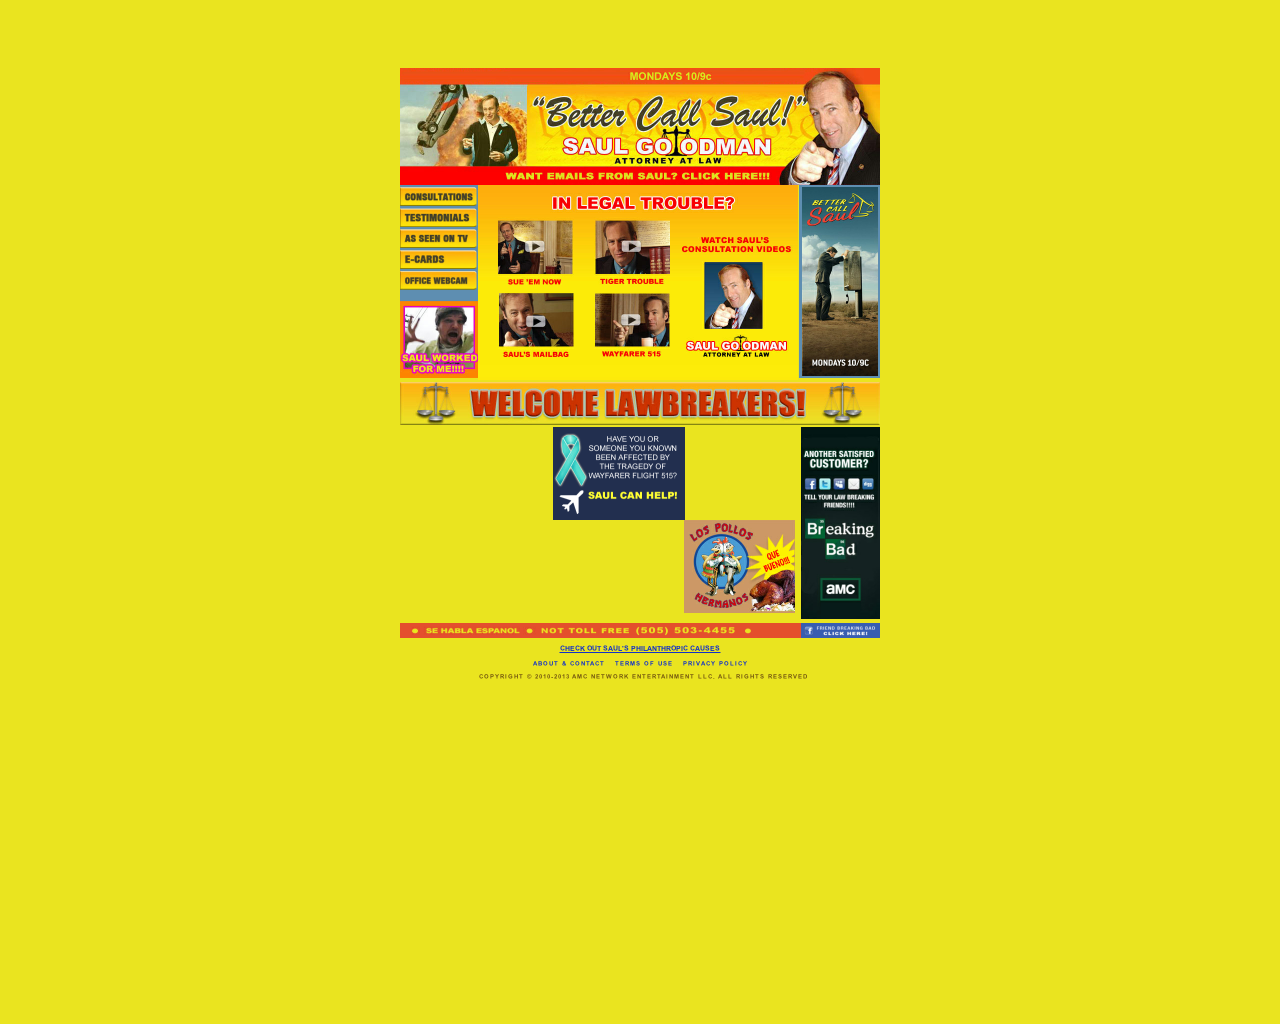 MONDAYS 10/9c
"Better Call Saul!"
SAUL GOODMAN
ATTORNEY AT LAW
WANT EMAILS FROM SAUL? CLICK HERE!!!
CONSULTATIONS
TESTIMONIALS
AS SEEN ON TV
E-CARDS
OFFICE WEBCAM
SAUL WORKED
FOR ME!!!!
IN LEGAL TROUBLE?
SUE 'EM NOW
TIGER TROUBLE
SAUL'S MAILBAG
WAYFARER 515
WATCH SAUL'S
CONSULTATION VIDEOS
SAUL GOODMAN
ATTORNEY AT LAW
BETTER
CALL
Saul
MONDAYS 10/9C
WELCOME LAWBREAKERS!
HAVE YOU OR
SOMEONE YOU KNOWN
BEEN AFFECTED BY
THE TRAGEDY OF
WAYFARER FLIGHT 515?
SAUL CAN HELP!
LOS POLLOS
HERMANOS
QUE
BUENO!!!
ANOTHER SATISFIED
CUSTOMER?
TELL YOUR LAW BREAKING
FRIENDS!!!!
Breaking
Bad
aMC
SE HABLA ESPANOL
NOT TOLL FREE (505) 503-4455
FRIEND BREAKING BAD
CLICK HERE!
CHECK OUT SAUL'S PHILANTHROPIC CAUSES
ABOUT & CONTACT TERMS OF USE PRIVACY POLICY
COPYRIGHT © 2010-2013 AMC NETWORK ENTERTAINMENT LLC. ALL RIGHTS RESERVED